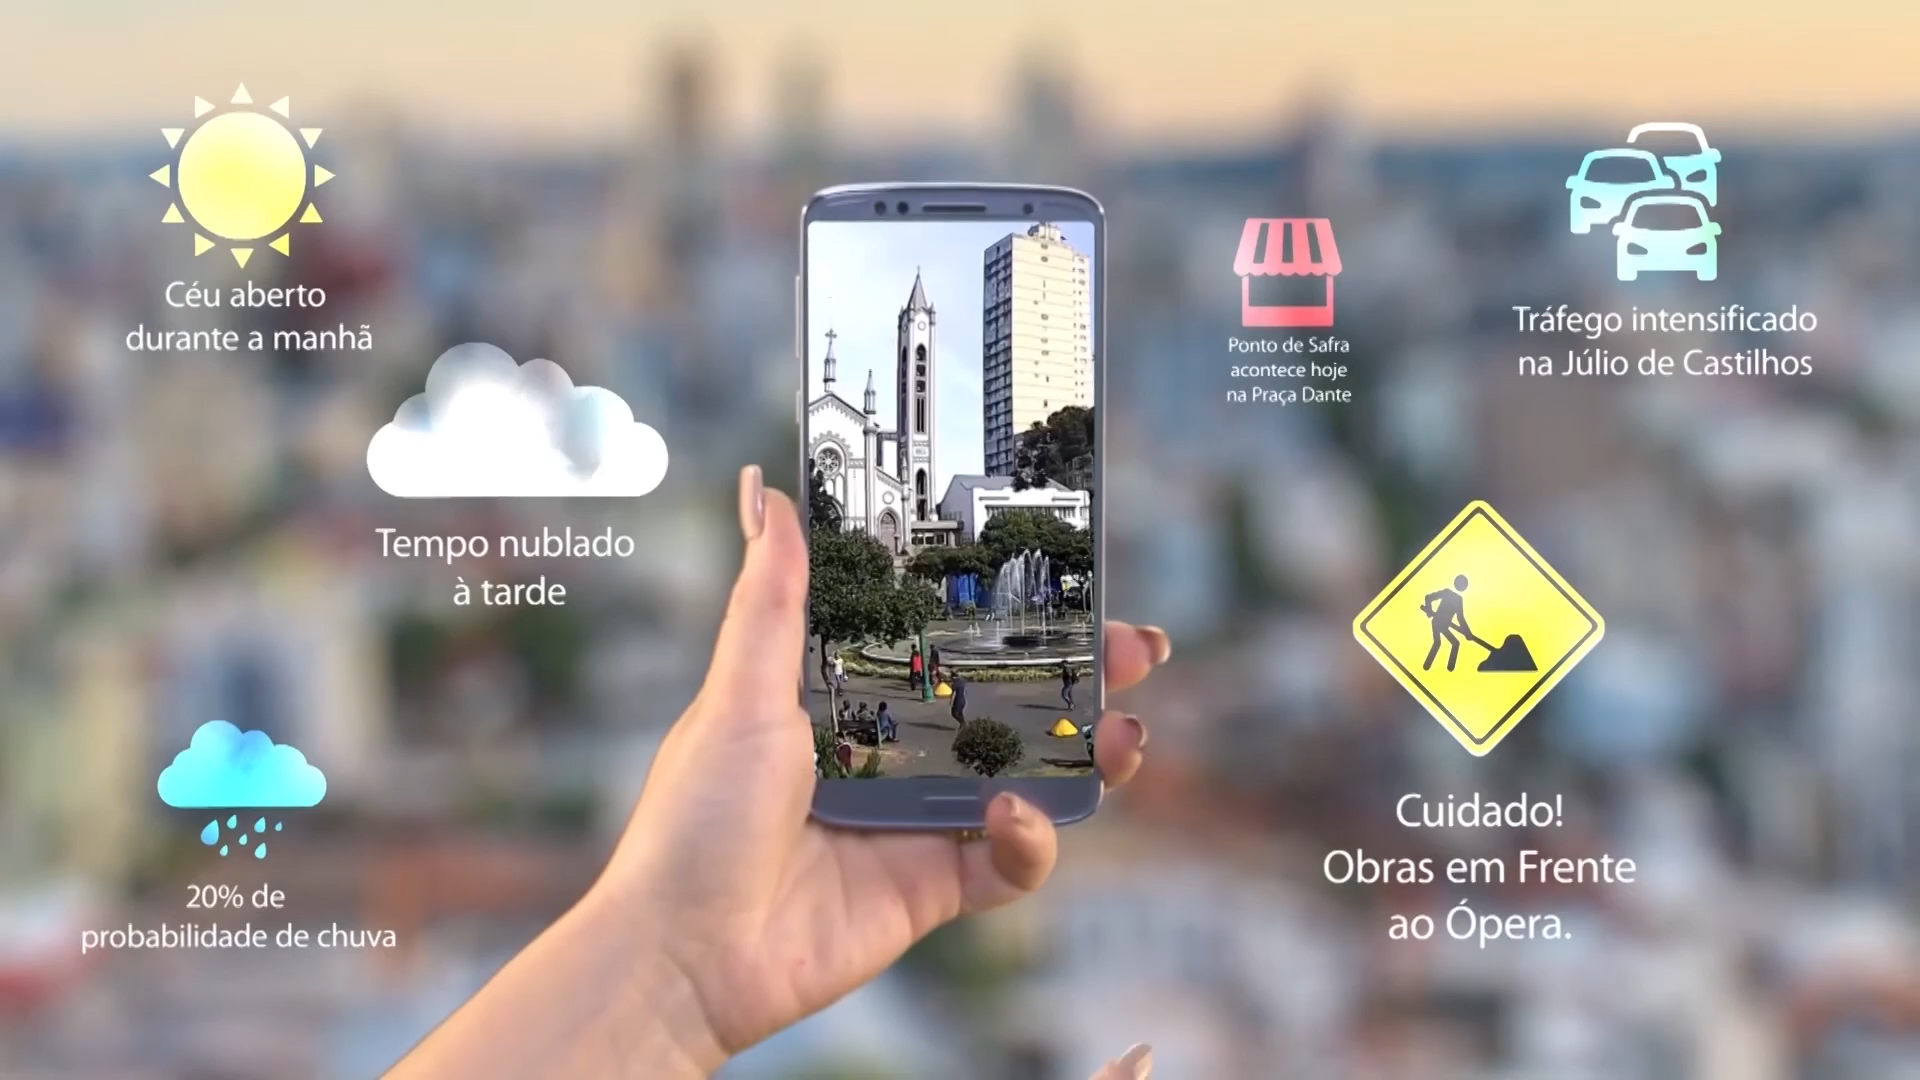 Céu aberto
durante a manhã
Tempo nublado
à tarde
20% de
probabilidade de chuva
Ponto de Safra
acontece hoje
na Praça Dante
Tráfego intensificado
na Júlio de Castilhos
Cuidado!
Obras em Frente
ao Ópera.